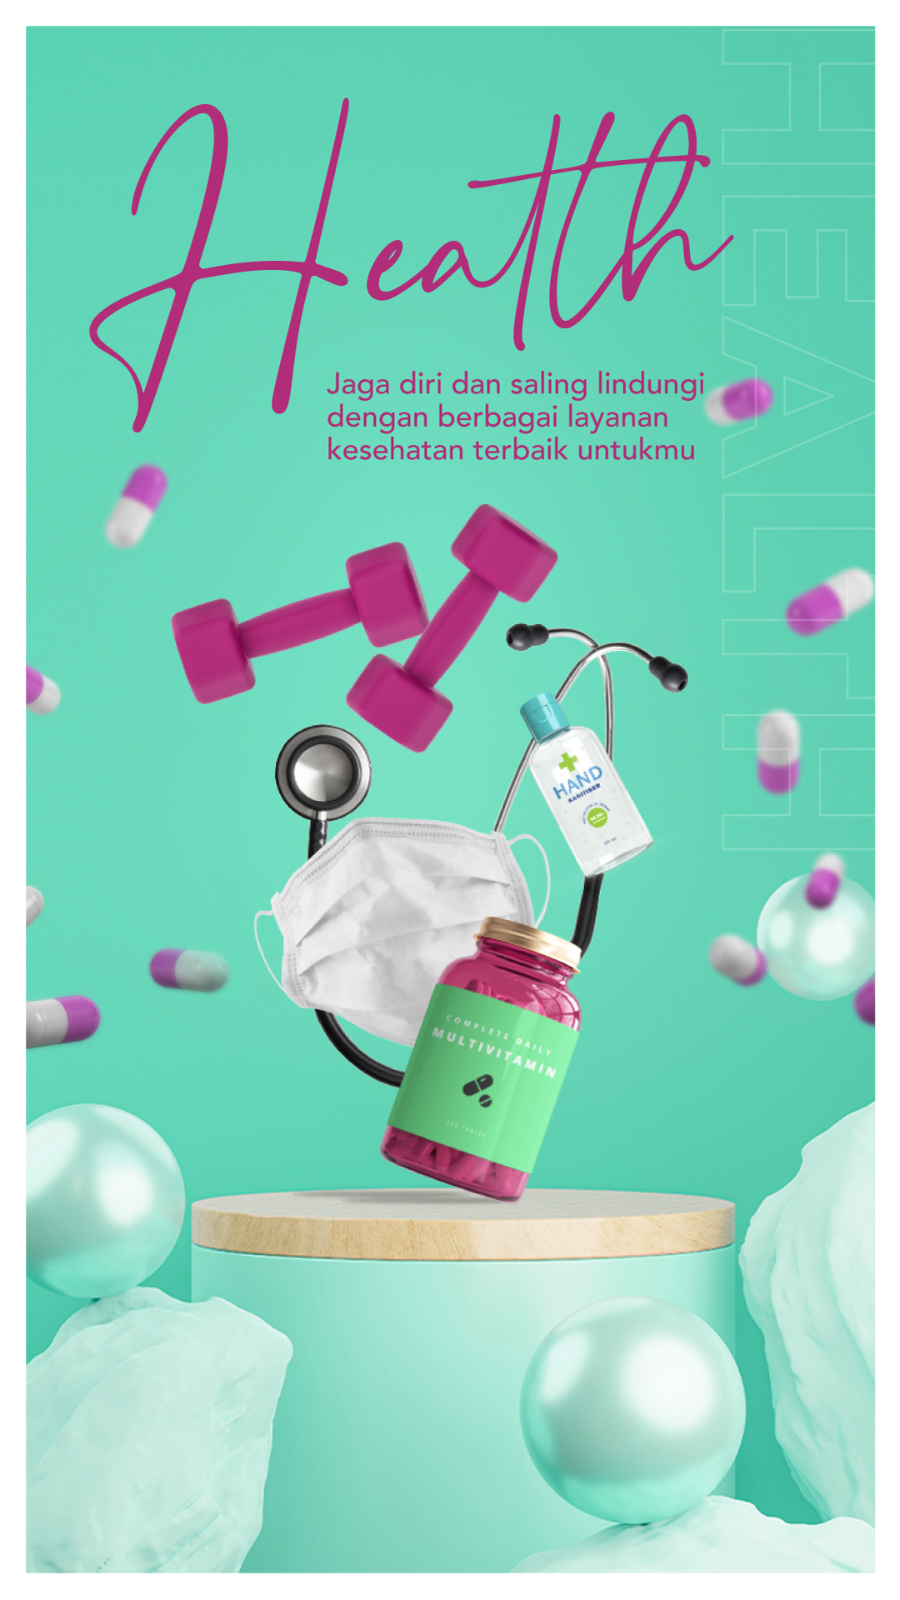 Health
HEALTH
Jaga diri dan saling lindungi
dengan berbagai layanan
kesehatan terbaik untukmu
HAND
SANITISER
COMPLETE DAILY
MULTIVITAMIN